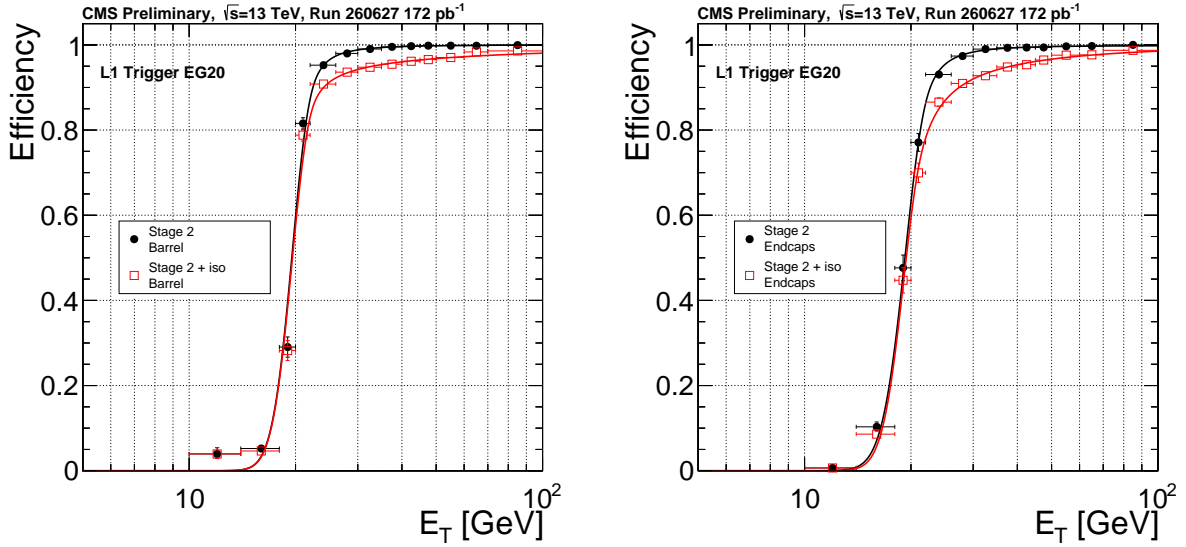 CMS Preliminary, √s=13 TeV, Run 260627 172 pb⁻¹
Efficiency
1
0.8
0.6
0.4
0.2
0
L1 Trigger EG20
Stage 2
Barrel
Stage 2 + iso
Barrel
10
10²
E_T [GeV]
CMS Preliminary, √s=13 TeV, Run 260627 172 pb⁻¹
Efficiency
1
0.8
0.6
0.4
0.2
0
L1 Trigger EG20
Stage 2
Endcaps
Stage 2 + iso
Endcaps
10
10²
E_T [GeV]